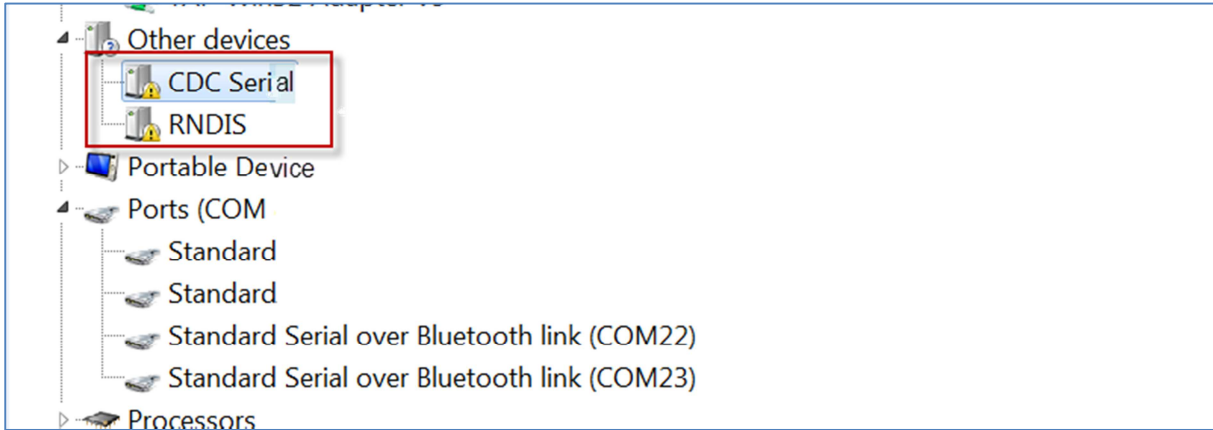 Other devices
CDC Serial
RNDIS
Portable Device
Ports (COM
Standard
Standard
Standard Serial over Bluetooth link (COM22)
Standard Serial over Bluetooth link (COM23)
Processors